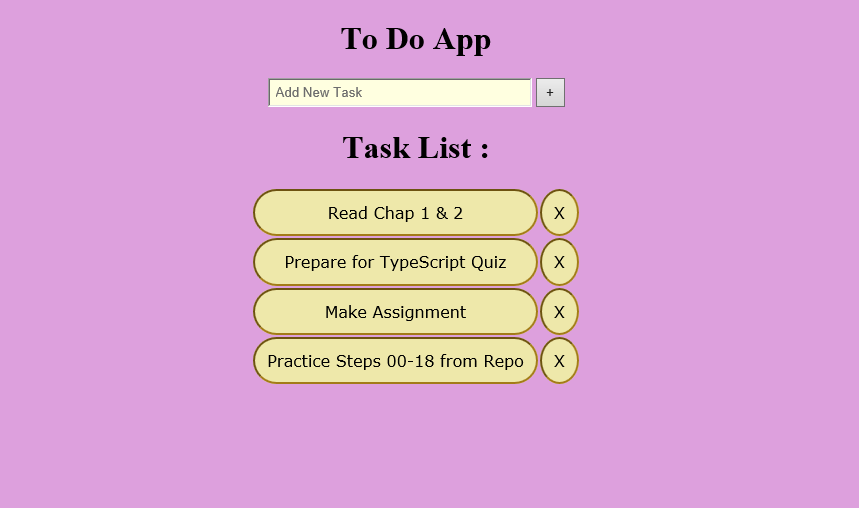 To Do App
Add New Task +
Task List :
Read Chap 1 & 2 X
Prepare for TypeScript Quiz X
Make Assignment X
Practice Steps 00-18 from Repo X